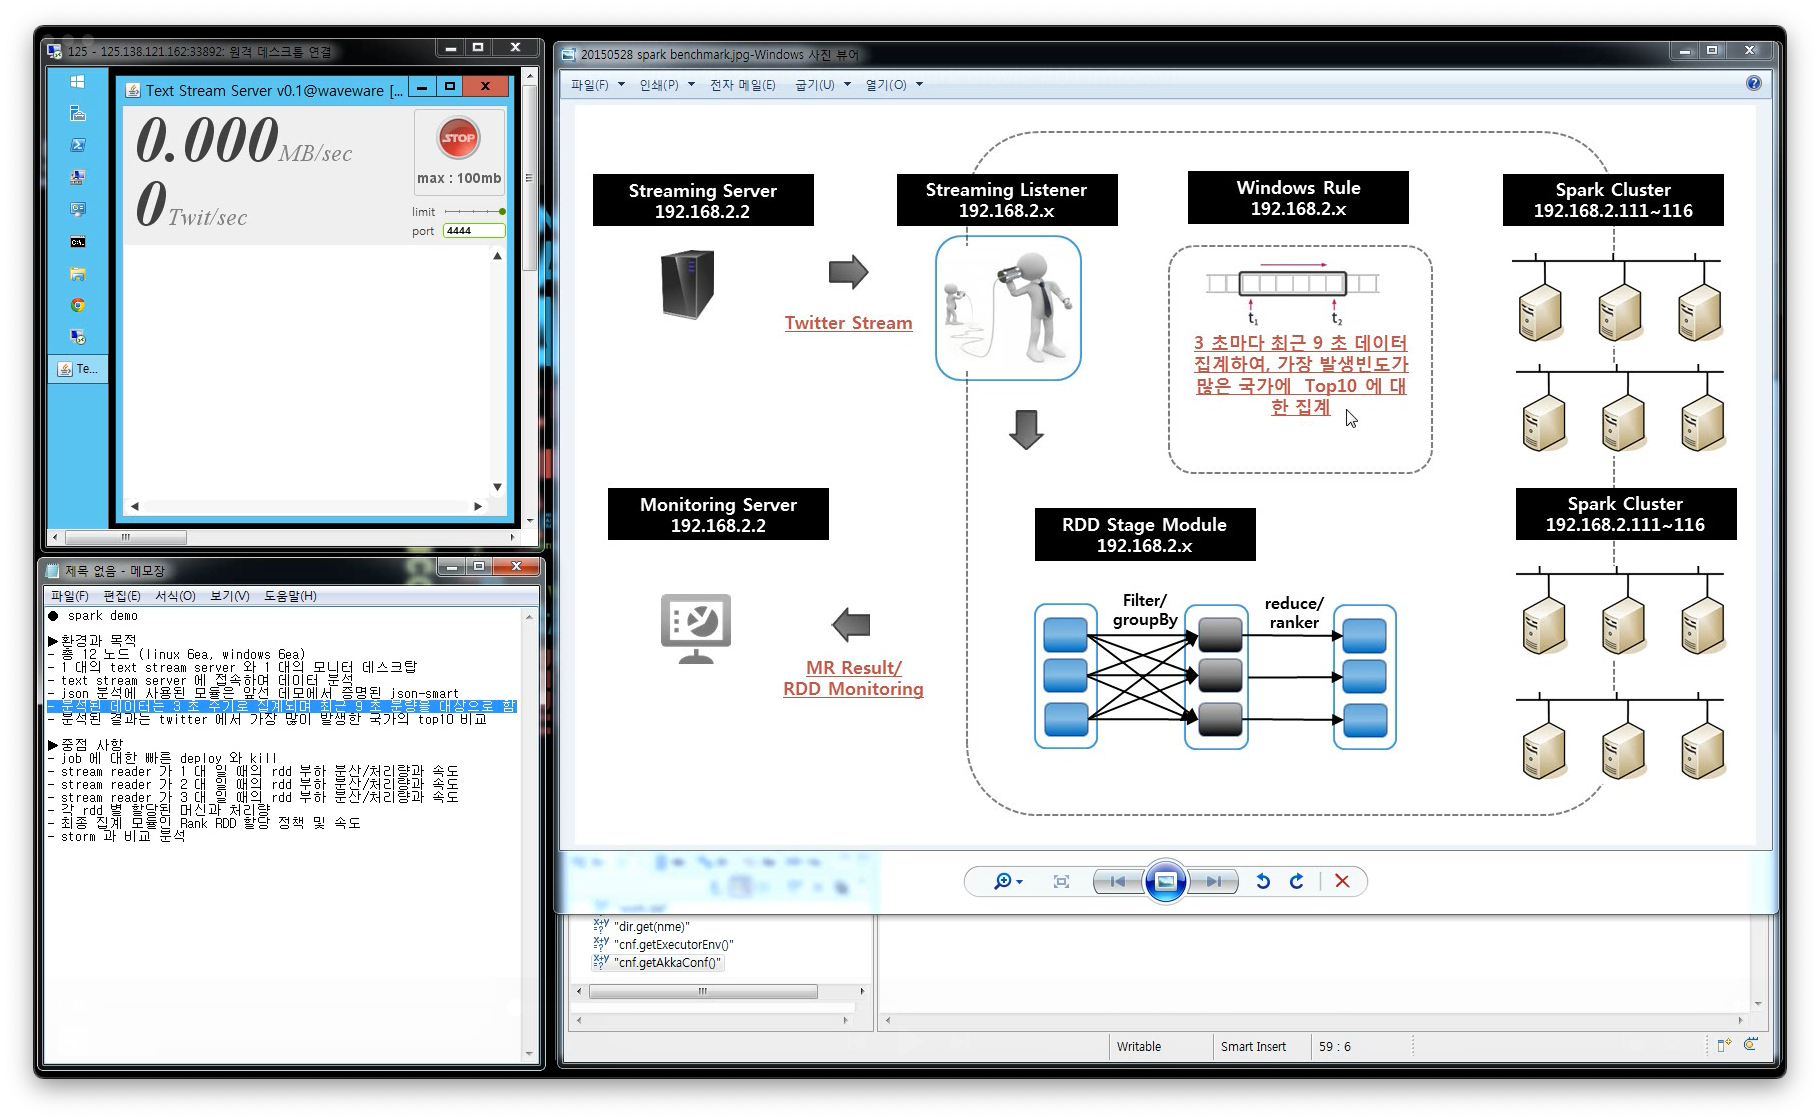 125 - 125.138.121.162:33892: 원격 데스크톱 연결
Text Stream Server v0.1@waveware [...
0.000 MB/sec
0 Twit/sec
STOP
max : 100mb
limit
port 4444
Te...
제목 없음 - 메모장
파일(F) 편집(E) 서식(O) 보기(V) 도움말(H)
● spark demo
▶환경과 목적
- 총 12 노드 (linux 6ea, windows 6ea)
- 1 대의 text stream server 와 1 대의 모니터 데스크탑
- text stream server 에 접속하여 데이터 분석
- json 분석에 사용된 모듈은 앞선 데모에서 증명된 json-smart
- 분석된 데이터는 3 초 주기로 집계되며 최근 9 초 분량을 대상으로 함
- 분석된 결과는 twitter 에서 가장 많이 발생한 국가의 top10 비교
▶중점 사항
- job 에 대한 빠른 deploy 와 kill
- stream reader 가 1 대 일 때의 rdd 부하 분산/처리량과 속도
- stream reader 가 2 대 일 때의 rdd 부하 분산/처리량과 속도
- stream reader 가 3 대 일 때의 rdd 부하 분산/처리량과 속도
- 각 rdd 별 할당된 머신과 처리량
- 최종 집계 모듈인 Rank RDD 할당 정책 및 속도
- storm 과 비교 분석
20150528 spark benchmark.jpg-Windows 사진 뷰어
파일(F) 인쇄(P) 전자 메일(E) 굽기(U) 열기(O)
Streaming Server
192.168.2.2
Streaming Listener
192.168.2.x
Windows Rule
192.168.2.x
Spark Cluster
192.168.2.111~116
Twitter Stream
t1 t2
3 초마다 최근 9 초 데이터
집계하여, 가장 발생빈도가
많은 국가에 Top10 에 대
한 집계
Monitoring Server
192.168.2.2
RDD Stage Module
192.168.2.x
Spark Cluster
192.168.2.111~116
Filter/
groupBy
reduce/
ranker
MR Result/
RDD Monitoring
"dir.get(nme)"
"cnf.getExecutorEnv()"
"cnf.getAkkaConf()"
Writable Smart Insert 59 : 6